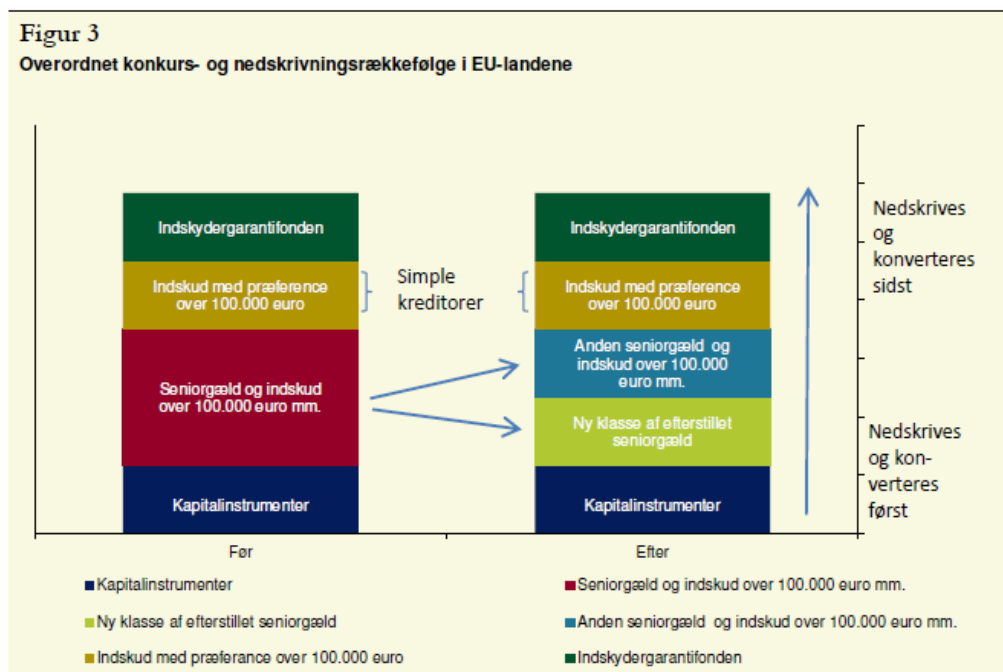 Figur 3
Overordnet konkurs- og nedskrivningsrækkefølge i EU-landene
Indskydergarantifonden
Indskud med præference
over 100.000 euro
Seniorgæld og indskud
over 100.000 euro mm.
Kapitalinstrumenter
Simple
kreditorer
Indskydergarantifonden
Indskud med præference
over 100.000 euro
Anden seniorgæld og
indskud over 100.000
euro mm.
Ny klasse af efterstillet
seniorgæld
Kapitalinstrumenter
Nedskrives
og
konverteres
sidst
Nedskrives
og kon-
verteres
først
Før
Efter
Kapitalinstrumenter
Seniorgæld og indskud over 100.000 euro mm.
Ny klasse af efterstillet seniorgæld
Anden seniorgæld og indskud over 100.000 euro mm.
Indskud med præferance over 100.000 euro
Indskydergarantifonden